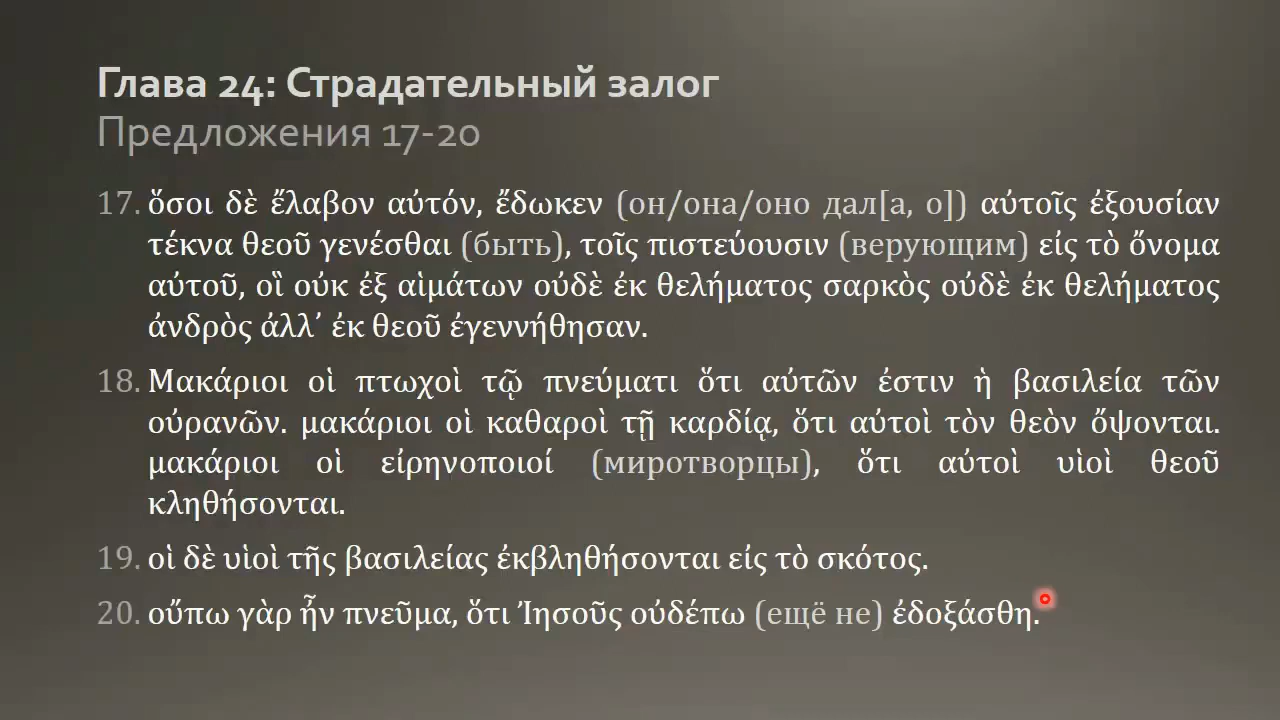 Глава 24: Страдательный залог
Предложения 17-20
17. ὅσοι δὲ ἔλαβον αὐτόν, ἔδωκεν (он/она/оно дал[а, о]) αὐτοῖς ἐξουσίαν
τέκνα θεοῦ γενέσθαι (быть), τοῖς πιστεύουσιν (верующим) εἰς τὸ ὄνομα
αὐτοῦ, οἳ οὐκ ἐξ αἱμάτων οὐδὲ ἐκ θελήματος σαρκὸς οὐδὲ ἐκ θελήματος
ἀνδρὸς ἀλλ᾽ ἐκ θεοῦ ἐγεννήθησαν.
18. Μακάριοι οἱ πτωχοὶ τῷ πνεύματι ὅτι αὐτῶν ἐστιν ἡ βασιλεία τῶν
οὐρανῶν. μακάριοι οἱ καθαροὶ τῇ καρδίᾳ, ὅτι αὐτοὶ τὸν θεὸν ὄψονται.
μακάριοι οἱ εἰρηνοποιοί (миротворцы), ὅτι αὐτοὶ υἱοὶ θεοῦ
κληθήσονται.
19. οἱ δὲ υἱοὶ τῆς βασιλείας ἐκβληθήσονται εἰς τὸ σκότος.
20. οὔπω γὰρ ἦν πνεῦμα, ὅτι Ἰησοῦς οὐδέπω (ещё не) ἐδοξάσθη.